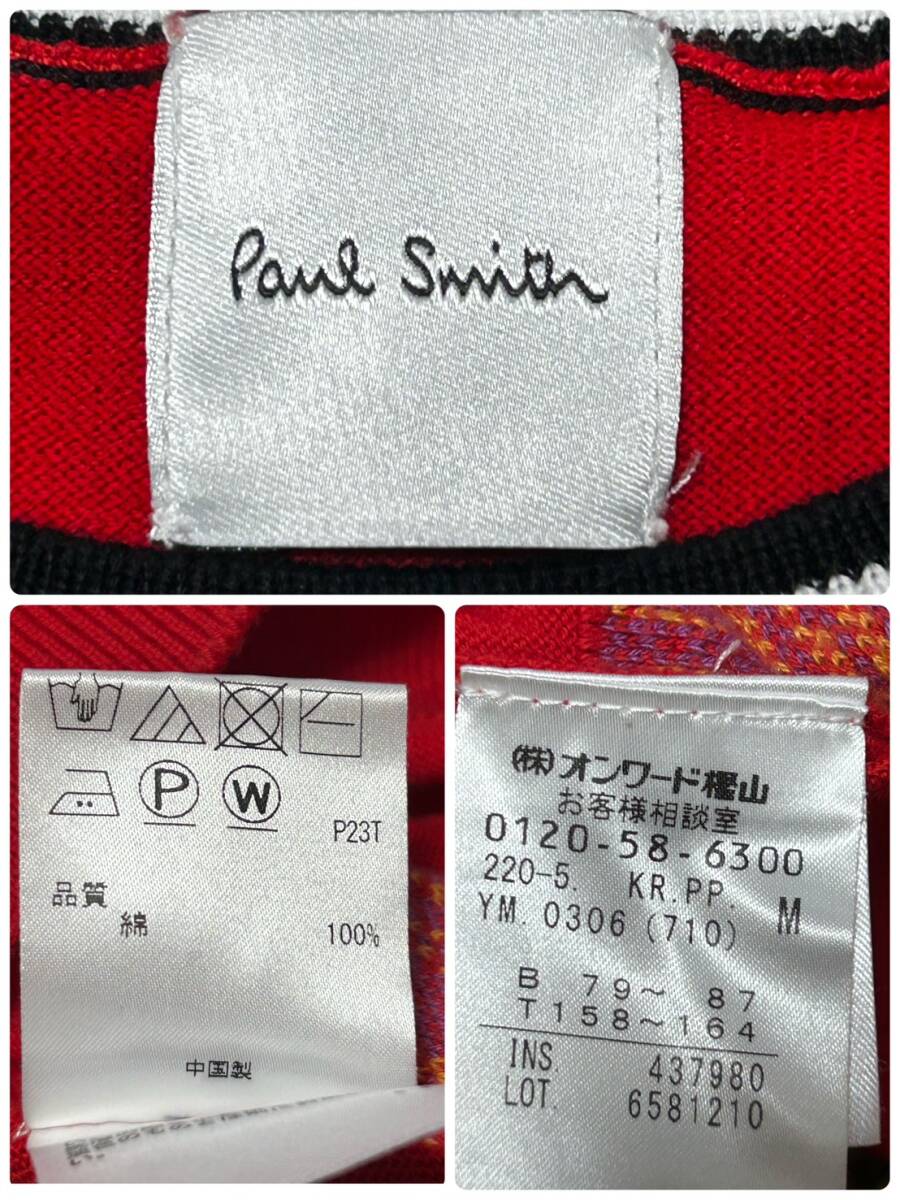 Paul Smith
P
W
P23T
品質
綿 100%
中国製
(株)オンワード樫山
お客様相談室
0120-58-6300
220-5. KR.PP. M
YM. 0306 (710)
B 79~ 87
T158~164
INS 437980
LOT. 6581210